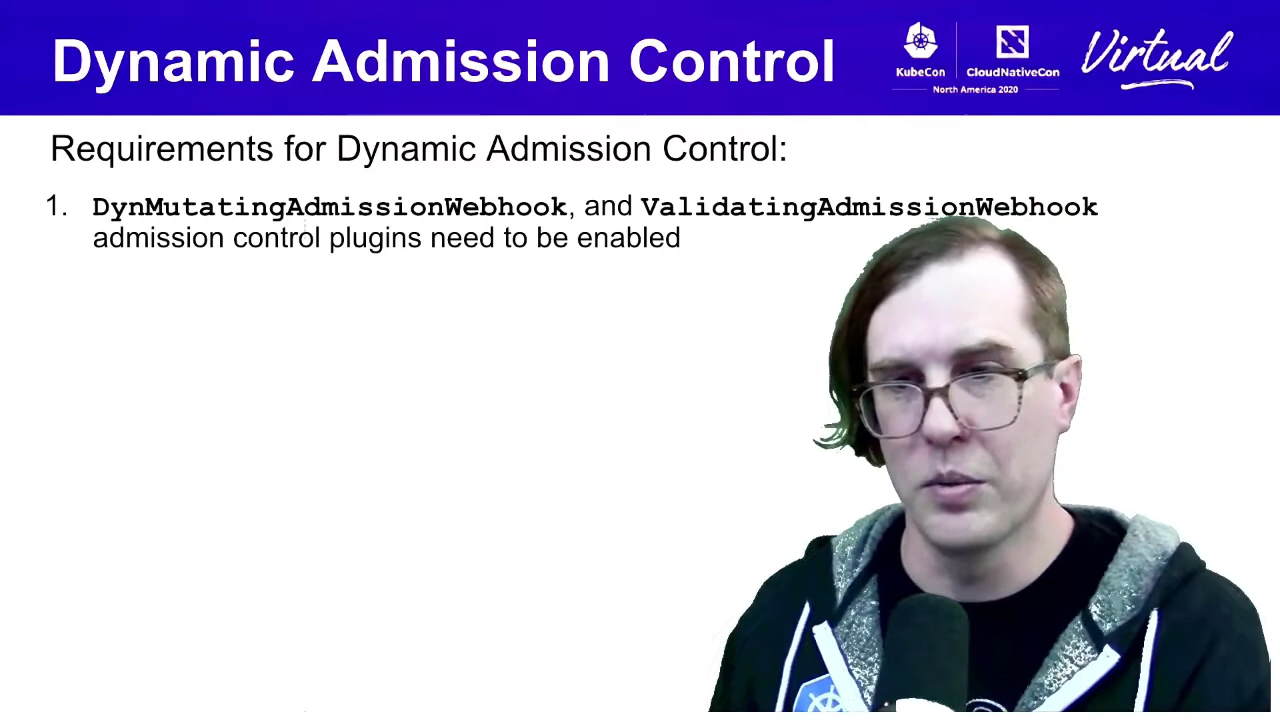 Dynamic Admission Control
KubeCon
CloudNativeCon
North America 2020
Virtual
Requirements for Dynamic Admission Control:
1. DynMutatingAdmissionWebhook, and ValidatingAdmissionWebhook
admission control plugins need to be enabled